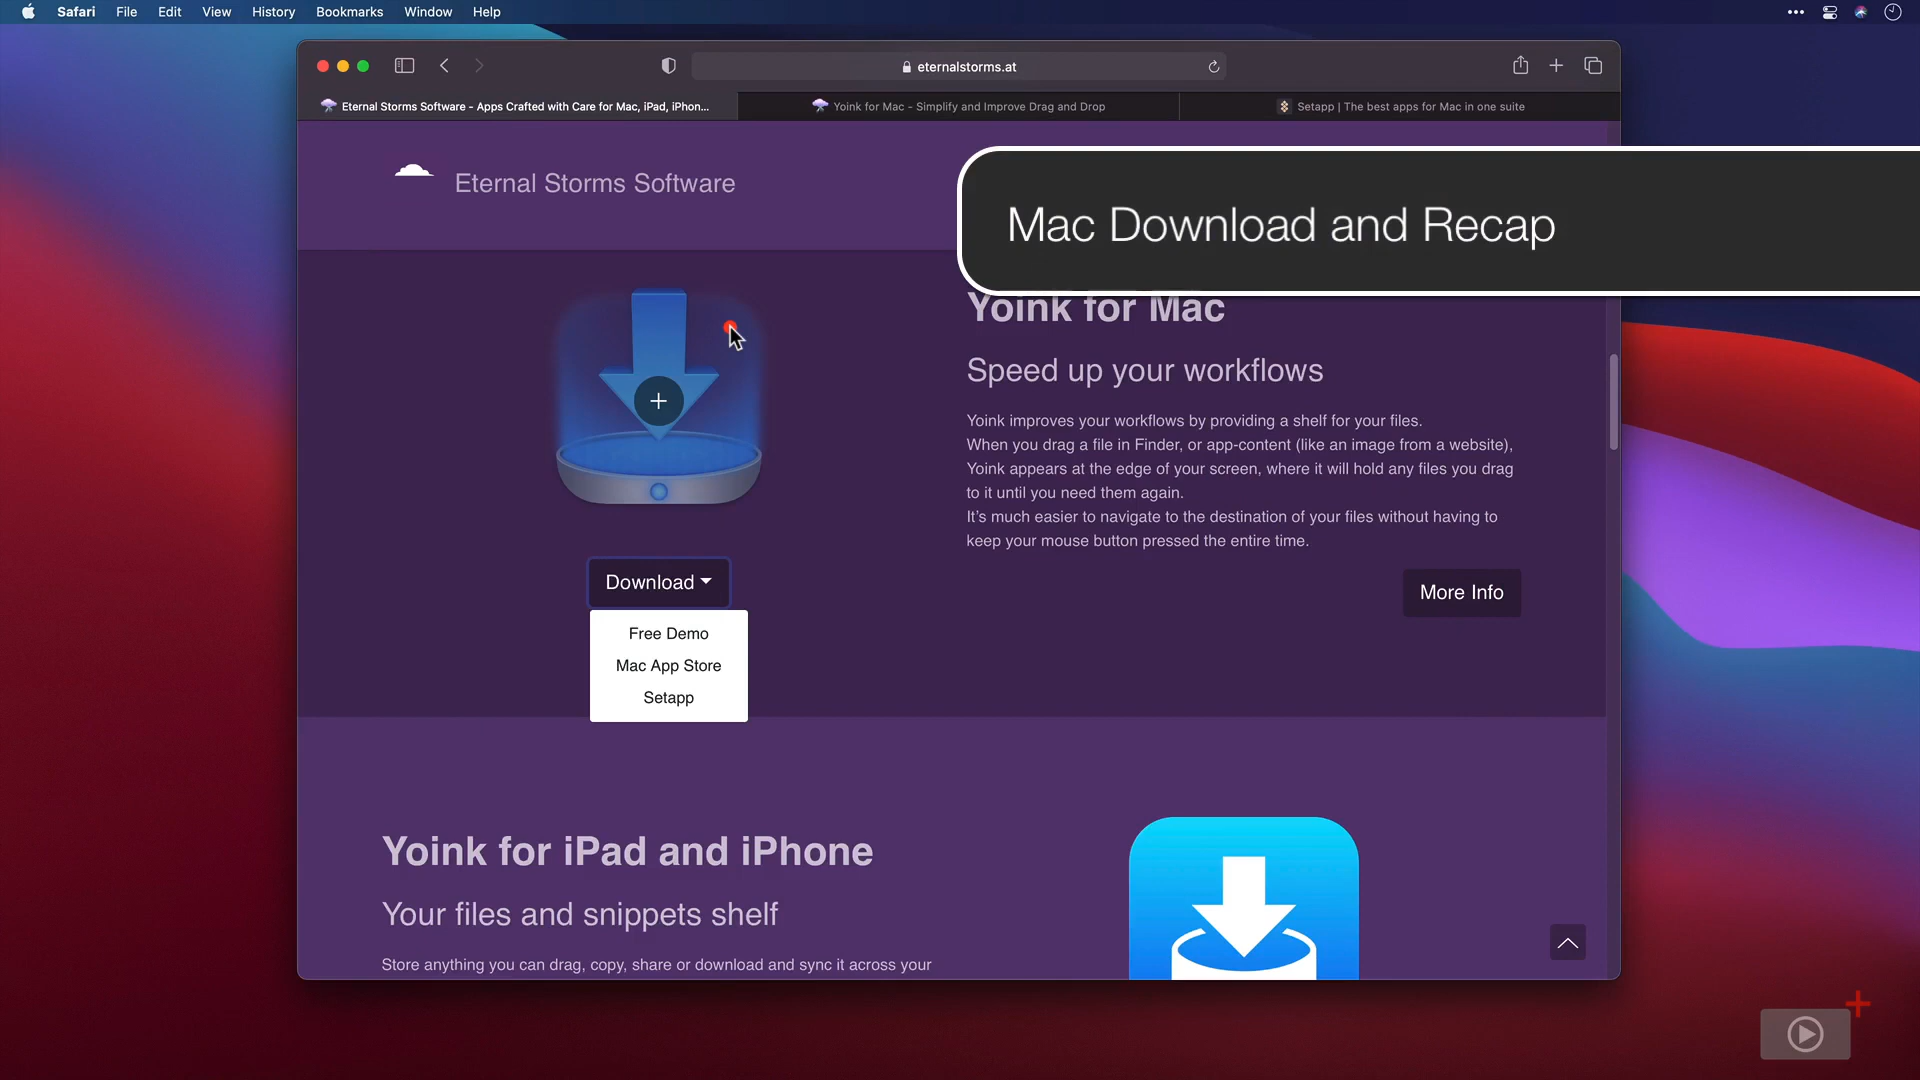 Safari File Edit View History Bookmarks Window Help
eternalstorms.at
Eternal Storms Software - Apps Crafted with Care for Mac, iPad, iPhon...
Yoink for Mac - Simplify and Improve Drag and Drop
Setapp | The best apps for Mac in one suite
Eternal Storms Software
Mac Download and Recap
Yoink for Mac
Speed up your workflows
Yoink improves your workflows by providing a shelf for your files.
When you drag a file in Finder, or app-content (like an image from a website),
Yoink appears at the edge of your screen, where it will hold any files you drag
to it until you need them again.
It's much easier to navigate to the destination of your files without having to
keep your mouse button pressed the entire time.
Download
More Info
Free Demo
Mac App Store
Setapp
Yoink for iPad and iPhone
Your files and snippets shelf
Store anything you can drag, copy, share or download and sync it across your